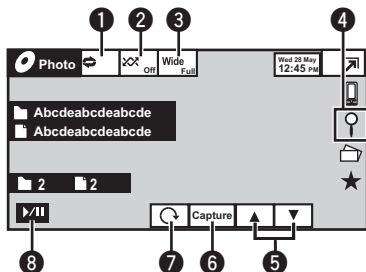 1 2 3 4
Photo Off Wide Full Wed 28 May 12:45 PM
Abcdeabcdeabcde
Abcdeabcdeabcde
2 2
Capture
8 7 6 5